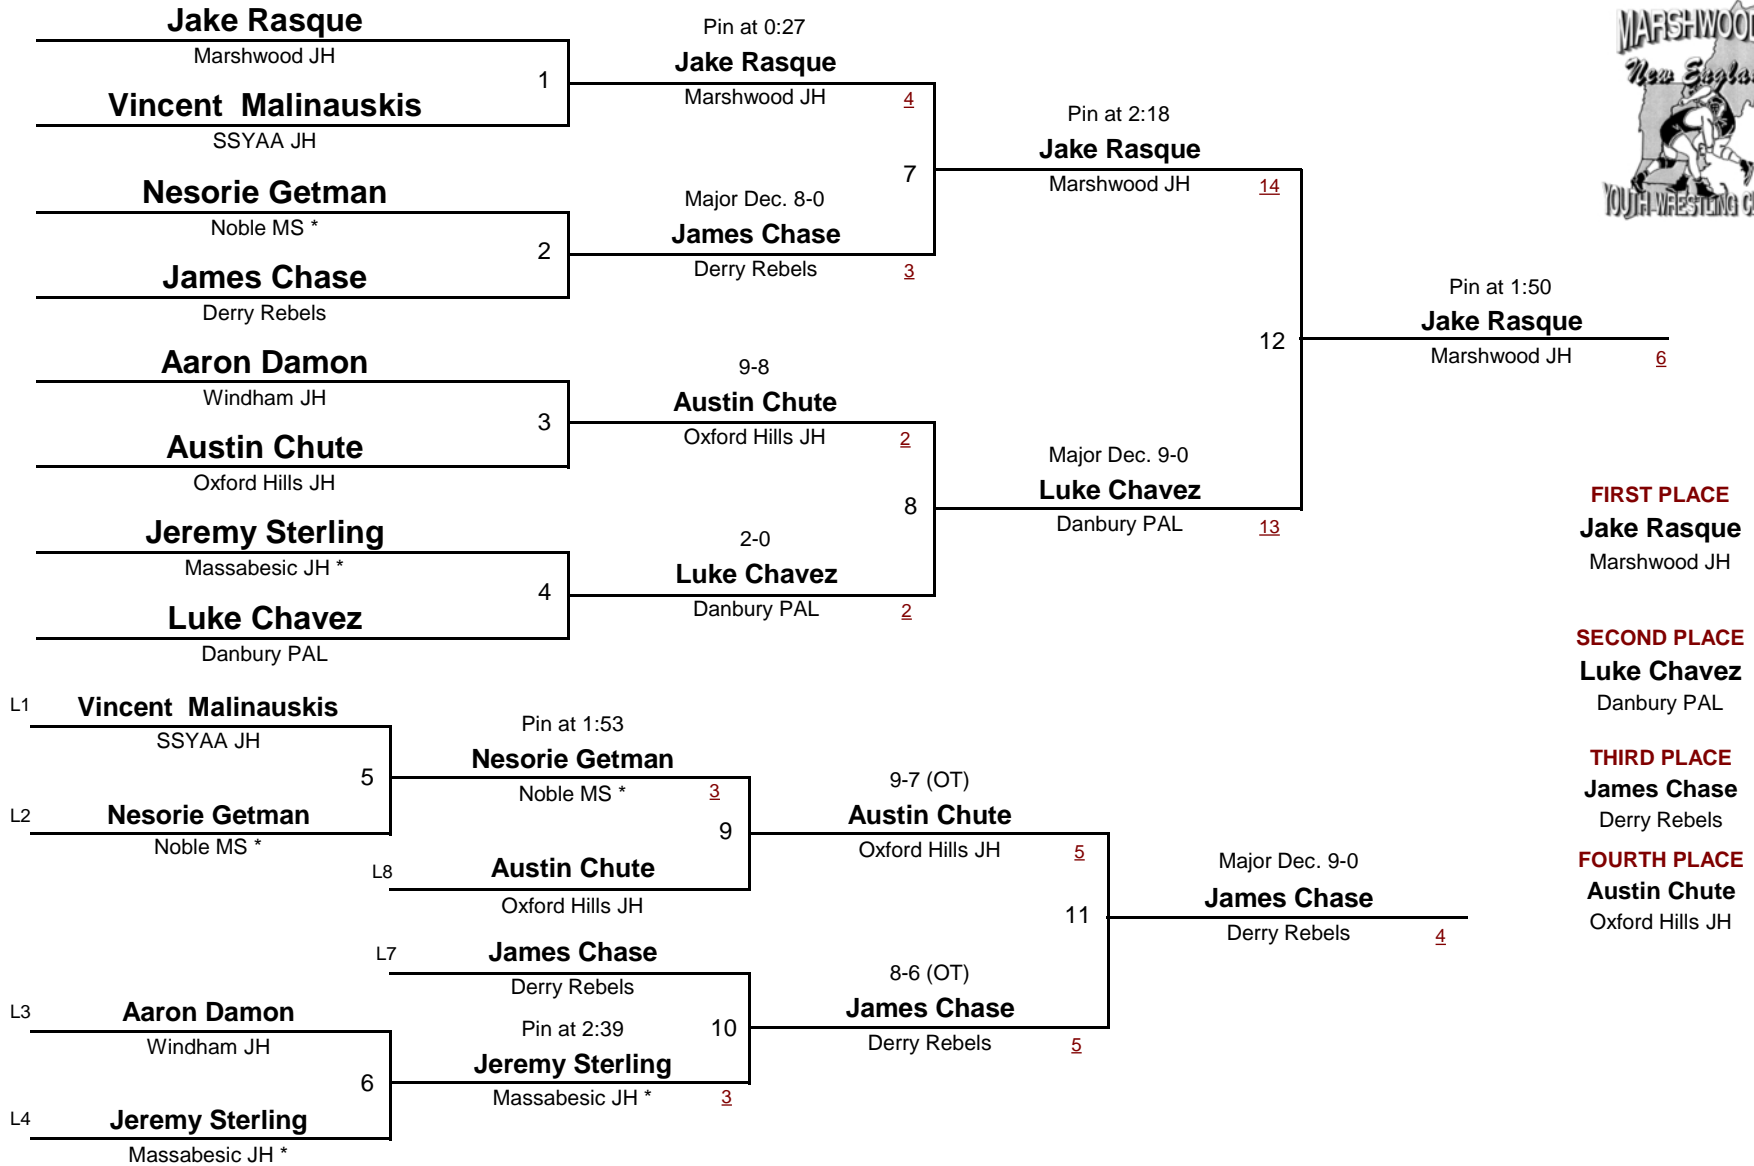 Jake Rasque
Marshwood JH
1
Vincent Malinauskis
SSYAA JH
Nesorie Getman
Noble MS *
2
James Chase
Derry Rebels
Aaron Damon
Windham JH
3
Austin Chute
Oxford Hills JH
Jeremy Sterling
Massabesic JH *
4
Luke Chavez
Danbury PAL
Pin at 0:27
Jake Rasque
Marshwood JH 4
7
Major Dec. 8-0
James Chase
Derry Rebels 3
9-8
Austin Chute
Oxford Hills JH 2
8
2-0
Luke Chavez
Danbury PAL 2
Pin at 2:18
Jake Rasque
Marshwood JH 14
12
Major Dec. 9-0
Luke Chavez
Danbury PAL 13
Pin at 1:50
Jake Rasque
Marshwood JH 6
L1 Vincent Malinauskis
SSYAA JH
5
L2 Nesorie Getman
Noble MS *
Pin at 1:53
Nesorie Getman
Noble MS * 3
9
L8 Austin Chute
Oxford Hills JH
L7 James Chase
Derry Rebels
10
Pin at 2:39
Jeremy Sterling
Massabesic JH * 3
L3 Aaron Damon
Windham JH
6
L4 Jeremy Sterling
Massabesic JH *
9-7 (OT)
Austin Chute
Oxford Hills JH 5
11
8-6 (OT)
James Chase
Derry Rebels 5
Major Dec. 9-0
James Chase
Derry Rebels 4
MARSHWOOD
New
YOUTH WRESTLING
FIRST PLACE
Jake Rasque
Marshwood JH
SECOND PLACE
Luke Chavez
Danbury PAL
THIRD PLACE
James Chase
Derry Rebels
FOURTH PLACE
Austin Chute
Oxford Hills JH